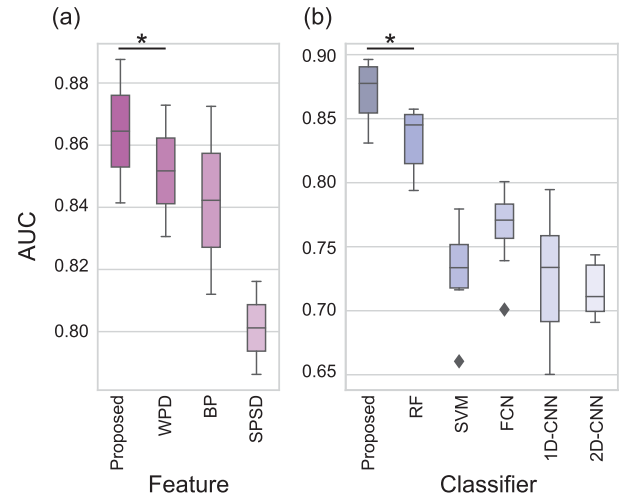 (a)
*
0.88
0.86
0.84
0.82
0.80
AUC
Proposed
WPD
BP
SPSD
Feature
(b)
*
0.90
0.85
0.80
0.75
0.70
0.65
Proposed
RF
SVM
FCN
1D-CNN
2D-CNN
Classifier